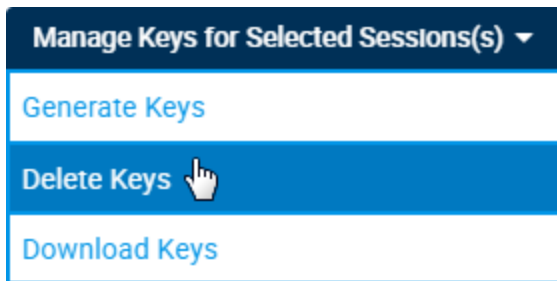 Manage Keys for Selected Sessions(s)
Generate Keys
Delete Keys
Download Keys